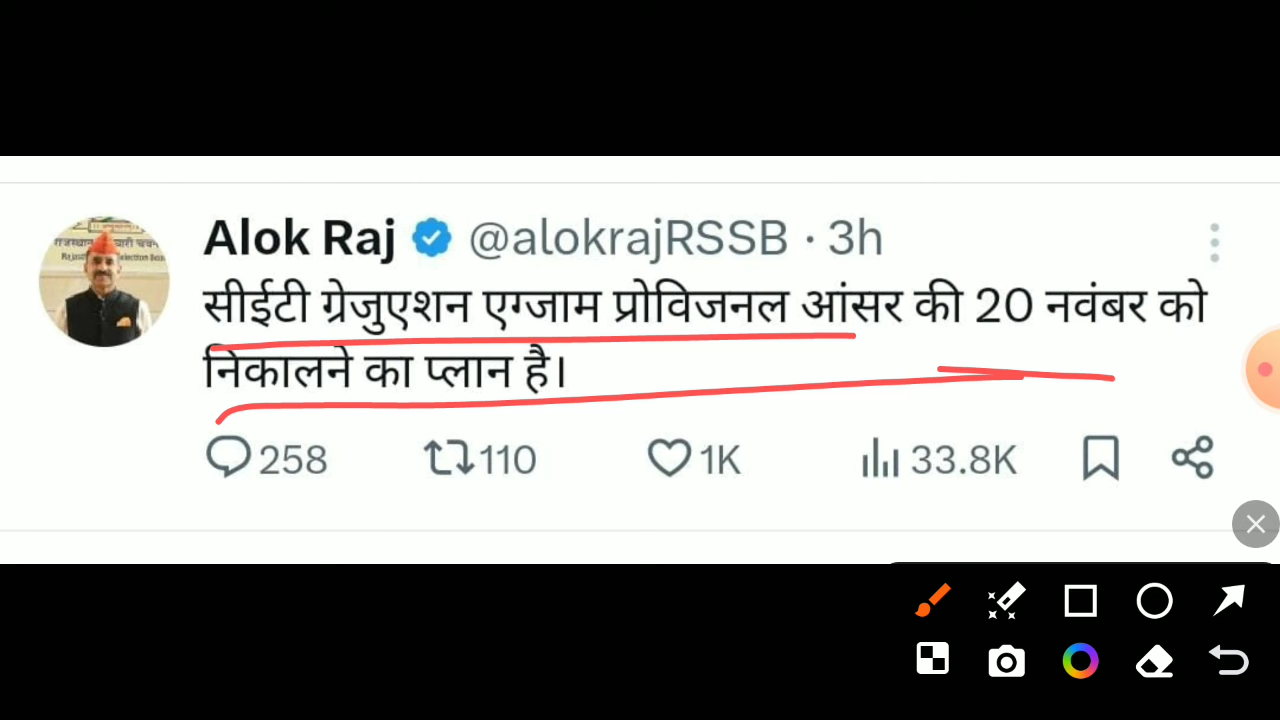 Alok Raj @alokrajRSSB · 3h
सीईटी ग्रेजुएशन एग्जाम प्रोविजनल आंसर की 20 नवंबर को
निकालने का प्लान है।
258 110 1K 33.8K